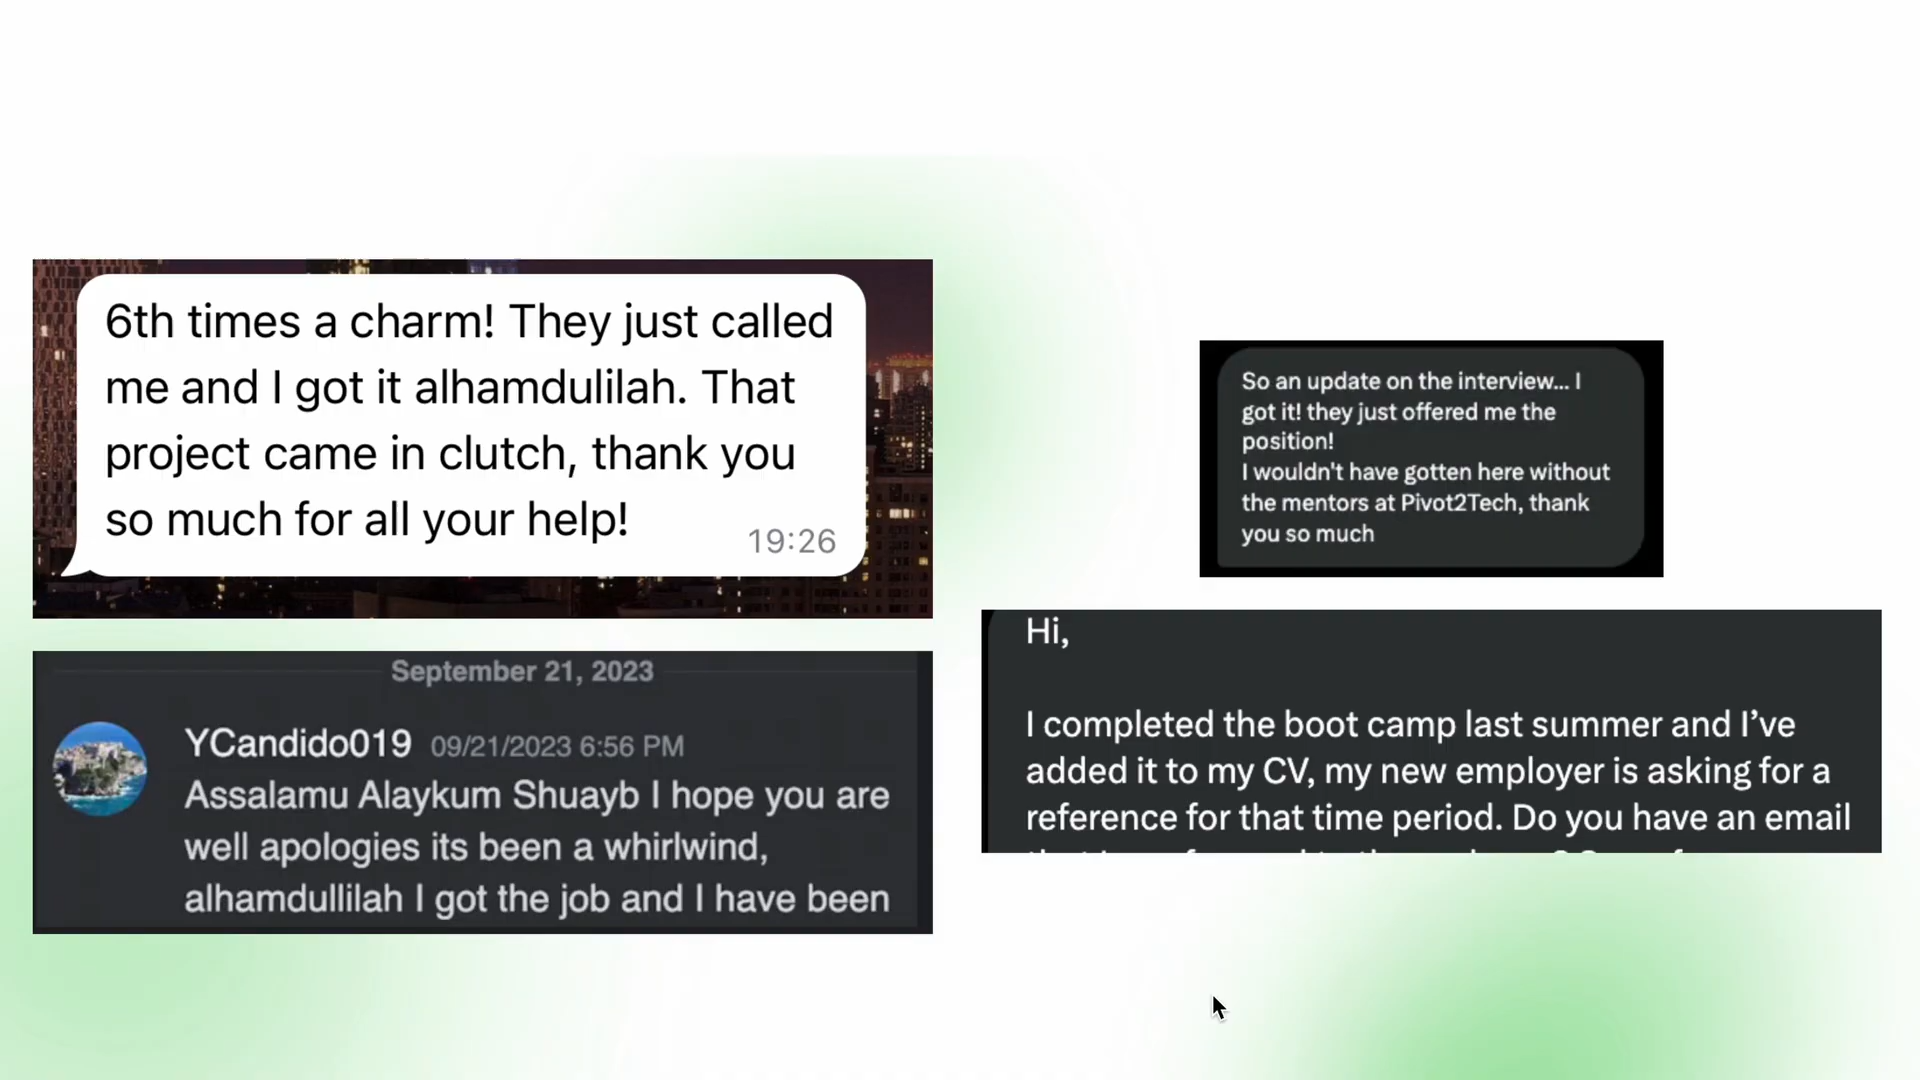 6th times a charm! They just called
me and I got it alhamdulilah. That
project came in clutch, thank you
so much for all your help!
19:26
September 21, 2023
YCandido019 09/21/2023 6:56 PM
Assalamu Alaykum Shuayb I hope you are
well apologies its been a whirlwind,
alhamdullilah I got the job and I have been
So an update on the interview... I
got it! they just offered me the
position!
I wouldn't have gotten here without
the mentors at Pivot2Tech, thank
you so much
Hi,
I completed the boot camp last summer and I’ve
added it to my CV, my new employer is asking for a
reference for that time period. Do you have an email